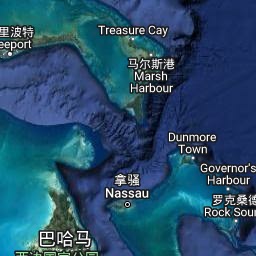 里波特
eeport
Treasure Cay
马尔斯港
Marsh
Harbour
Dunmore
Town
Governor's
Harbour
拿骚
Nassau
罗克桑德
Rock Soun
巴哈马